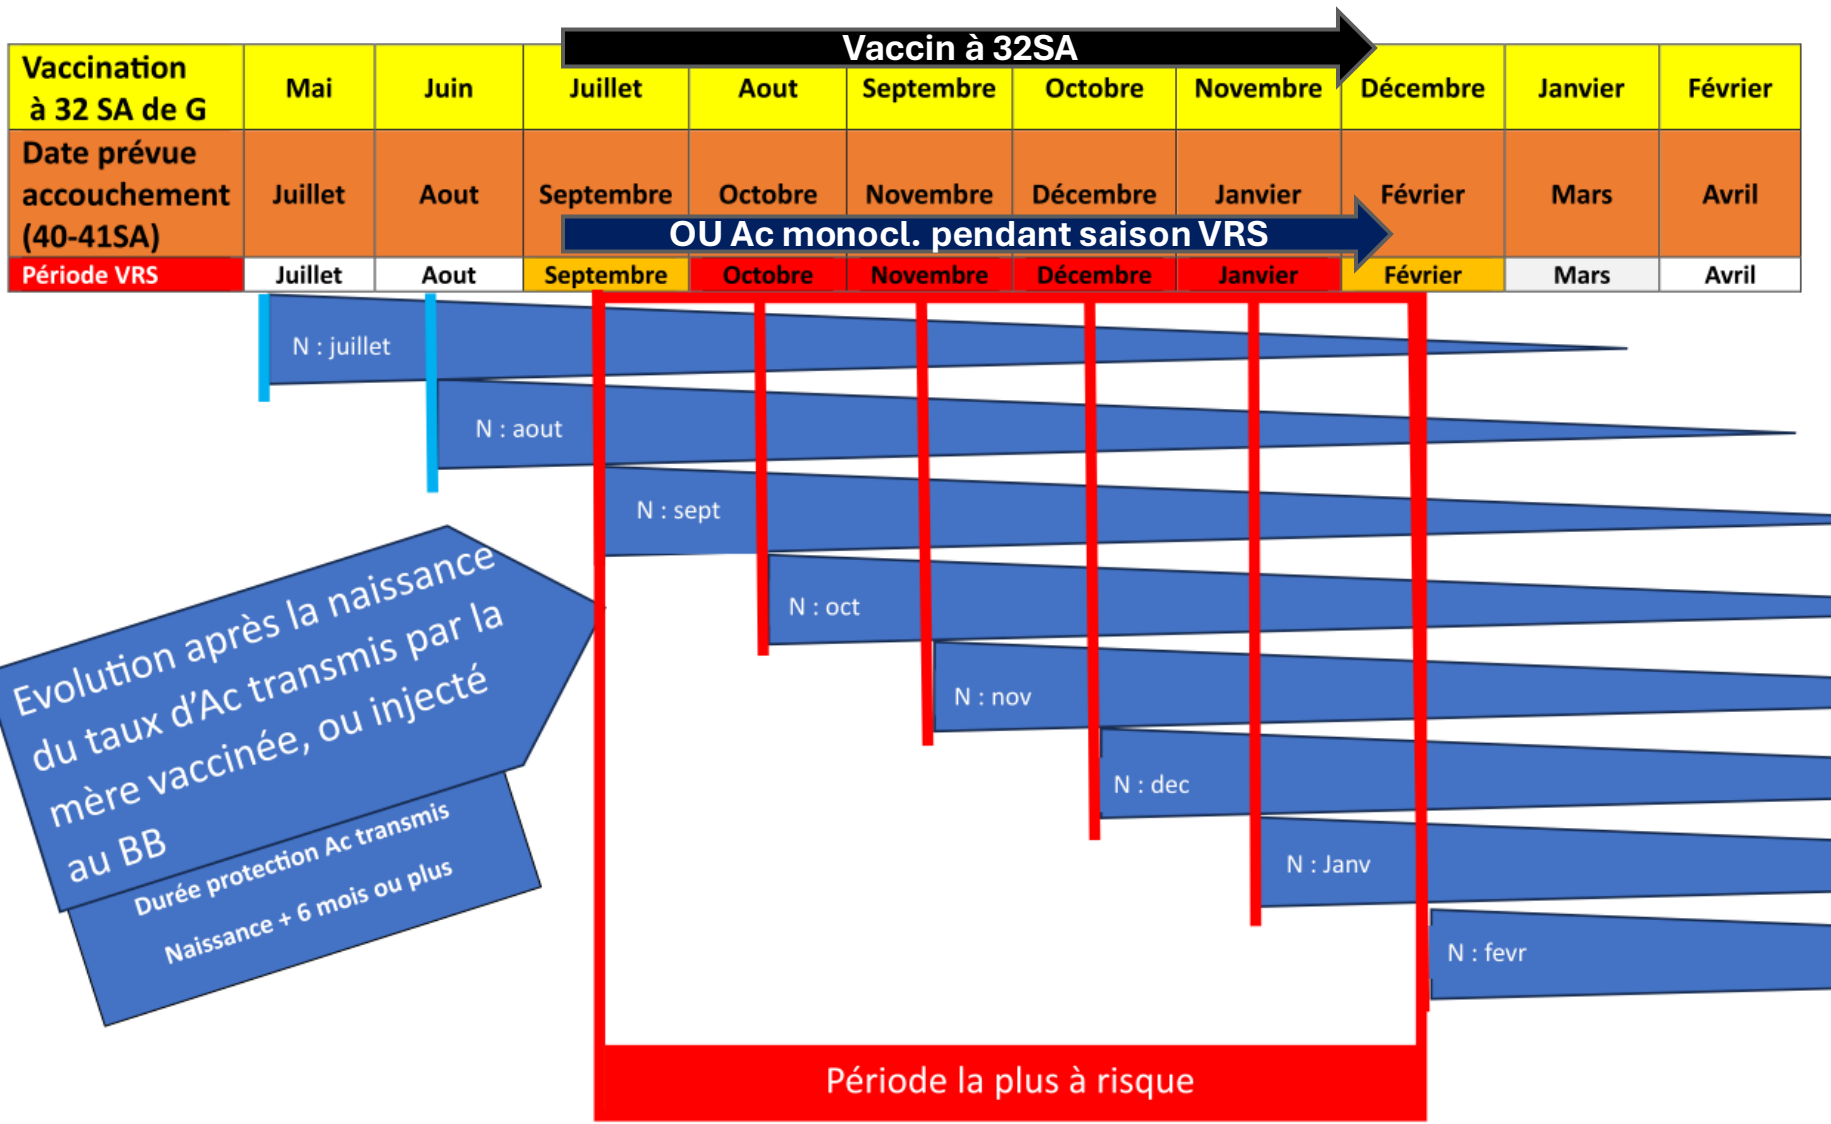 Vaccin à 32SA
Vaccination
à 32 SA de G
Mai
Juin
Juillet
Aout
Septembre
Octobre
Novembre
Décembre
Janvier
Février
Date prévue
accouchement
(40-41SA)
Juillet
Aout
Septembre
Octobre
Novembre
Décembre
Janvier
Février
Mars
Avril
OU Ac monocl. pendant saison VRS
Période VRS
Juillet
Aout
Septembre
Octobre
Novembre
Décembre
Janvier
Février
Mars
Avril
N : juillet
N : aout
N : sept
N : oct
N : nov
N : dec
N : Janv
N : fevr
Evolution après la naissance
du taux d'Ac transmis par la
mère vaccinée, ou injecté
au BB
Durée protection Ac transmis
Naissance + 6 mois ou plus
Période la plus à risque